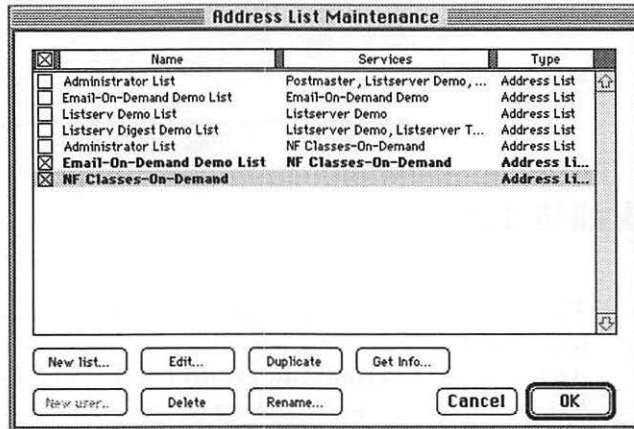 Address List Maintenance
Name Services Type
Administrator List Postmaster, Listserver Demo, ... Address List
Email-On-Demand Demo List Email-On-Demand Demo Address List
Listserv Demo List Listserver Demo Address List
Listserv Digest Demo List Listserver Demo, Listserver T... Address List
Administrator List NF Classes-On-Demand Address List
Email-On-Demand Demo List NF Classes-On-Demand Address Li...
NF Classes-On-Demand Address Li...
New list... Edit... Duplicate Get Info...
New user... Delete Rename... Cancel OK